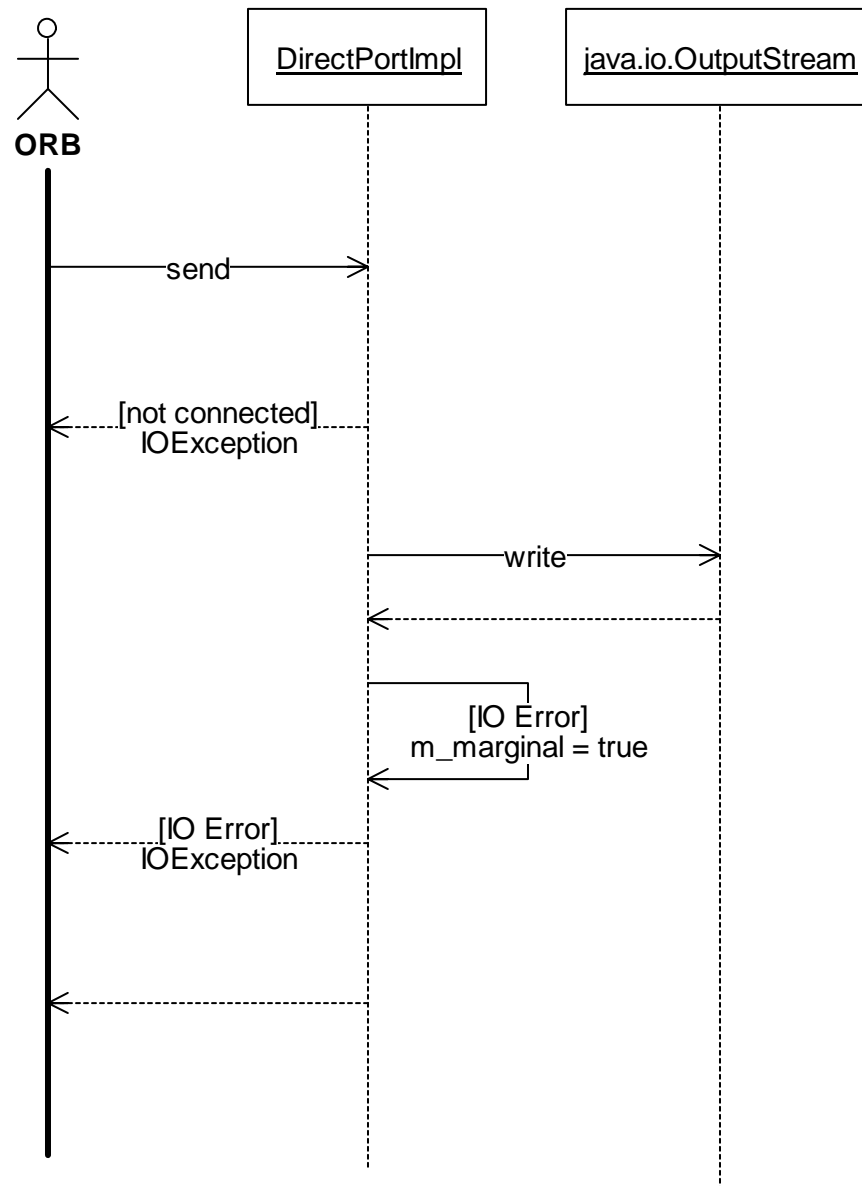 DirectPortImpl
java.io.OutputStream
ORB
send
[not connected]
IOException
write
[IO Error]
m_marginal = true
[IO Error]
IOException